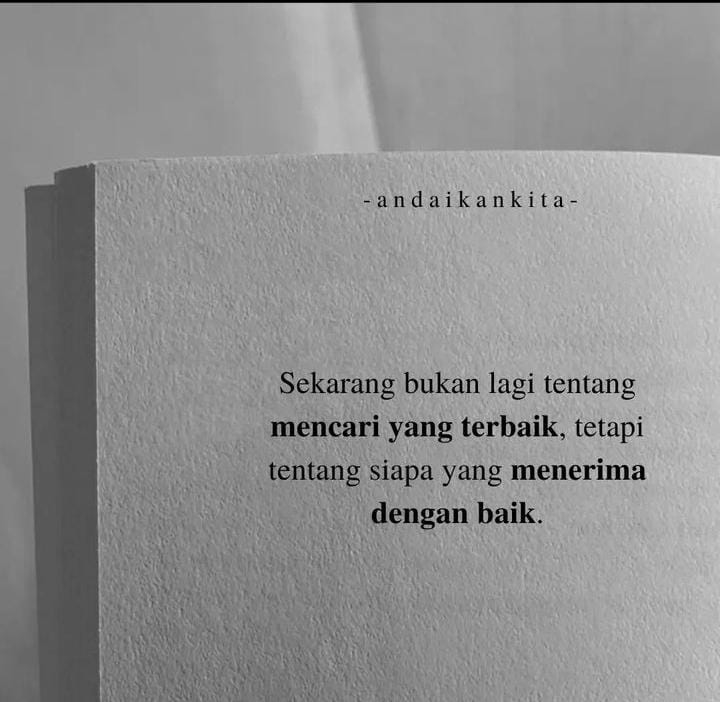 -andaikankita-
Sekarang bukan lagi tentang
mencari yang terbaik, tetapi
tentang siapa yang menerima
dengan baik.